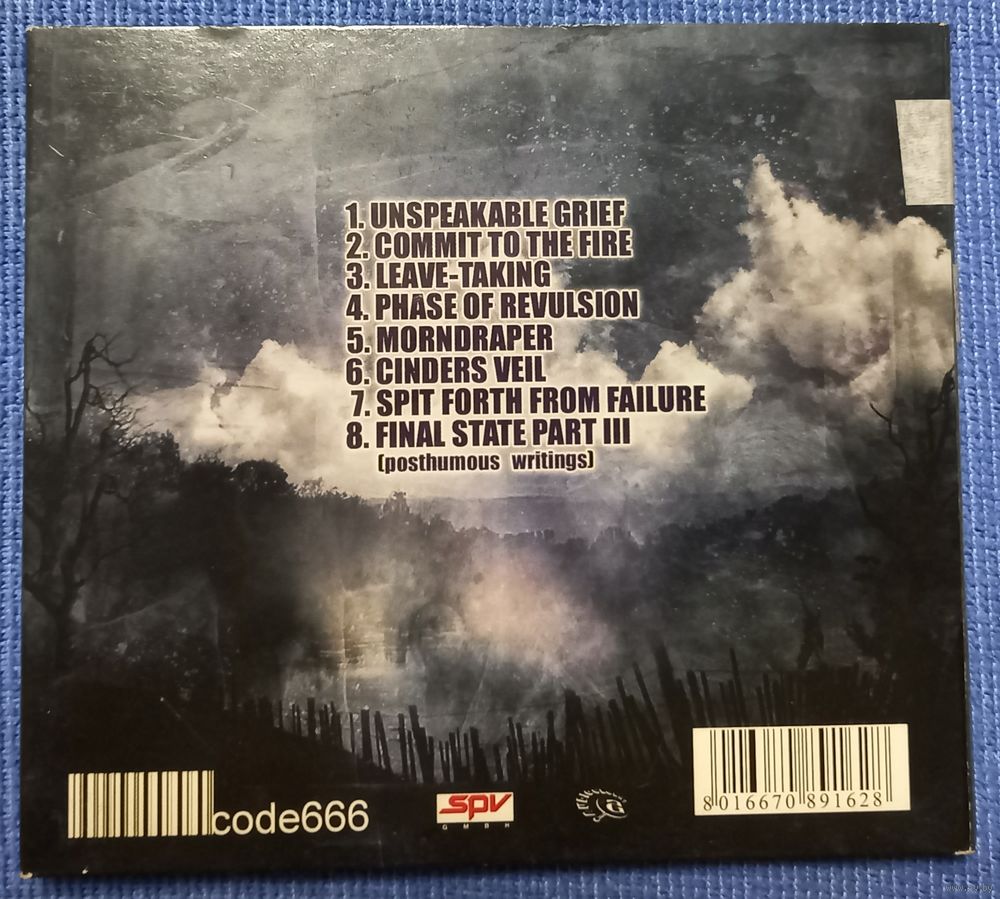 1. UNSPEAKABLE GRIEF
2. COMMIT TO THE FIRE
3. LEAVE-TAKING
4. PHASE OF REVULSION
5. MORNDRAPER
6. CINDERS VEIL
7. SPIT FORTH FROM FAILURE
8. FINAL STATE PART III
(posthumous writings)
code666
SPV
GMBH
G
8 016670 891628